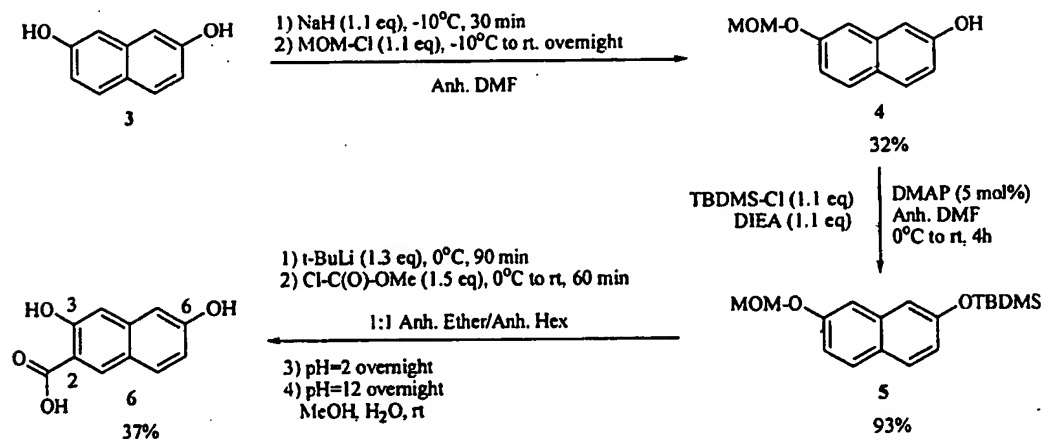 HO
OH
3
1) NaH (1.1 eq), -10°C, 30 min
2) MOM-Cl (1.1 eq), -10°C to rt. overnight
Anh. DMF
MOM-O
OH
4
32%
TBDMS-Cl (1.1 eq)
DIEA (1.1 eq)
DMAP (5 mol%)
Anh. DMF
0°C to rt, 4h
MOM-O
OTBDMS
5
93%
1) t-BuLi (1.3 eq), 0°C, 90 min
2) Cl-C(O)-OMe (1.5 eq), 0°C to rt, 60 min
1:1 Anh. Ether/Anh. Hex
3) pH=2 overnight
4) pH=12 overnight
MeOH, H2O, rt
HO
3
6
OH
O
2
OH
6
37%